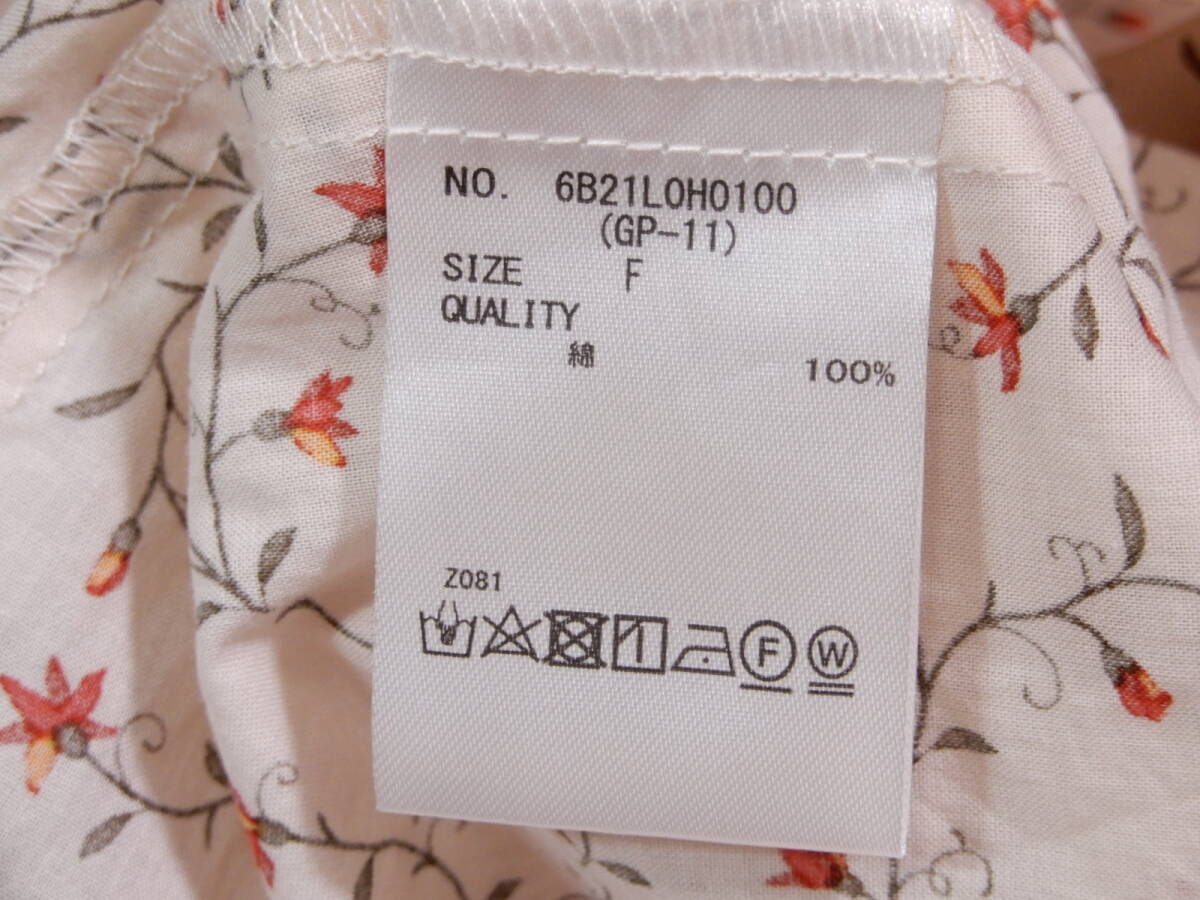 NO. 6B21L0H0100
(GP-11)
SIZE F
QUALITY
綿 100%
Z081
F W